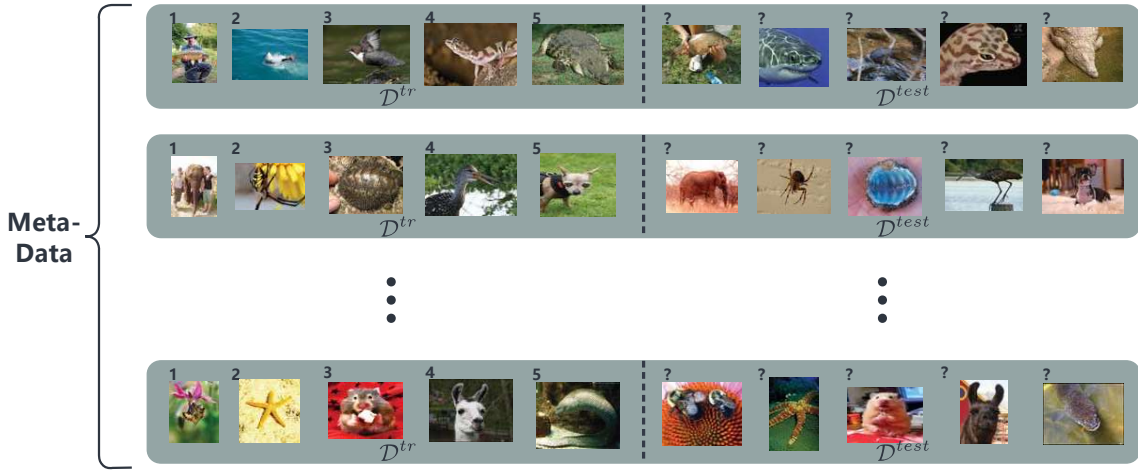 1 2 3 4 5 ? ? ? ? ?
𝒟^{tr} 𝒟^{test}
1 2 3 4 5 ? ? ? ? ?
𝒟^{tr} 𝒟^{test}
Meta-
Data
1 2 3 4 5 ? ? ? ? ?
𝒟^{tr} 𝒟^{test}